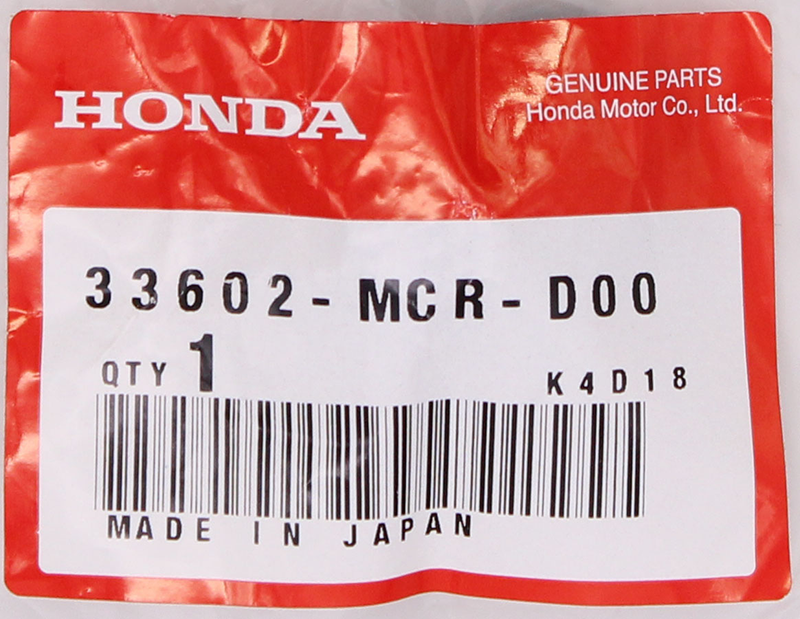 HONDA
GENUINE PARTS
Honda Motor Co., Ltd.
33602-MCR-D00
QTY 1
K4D18
MADE IN JAPAN